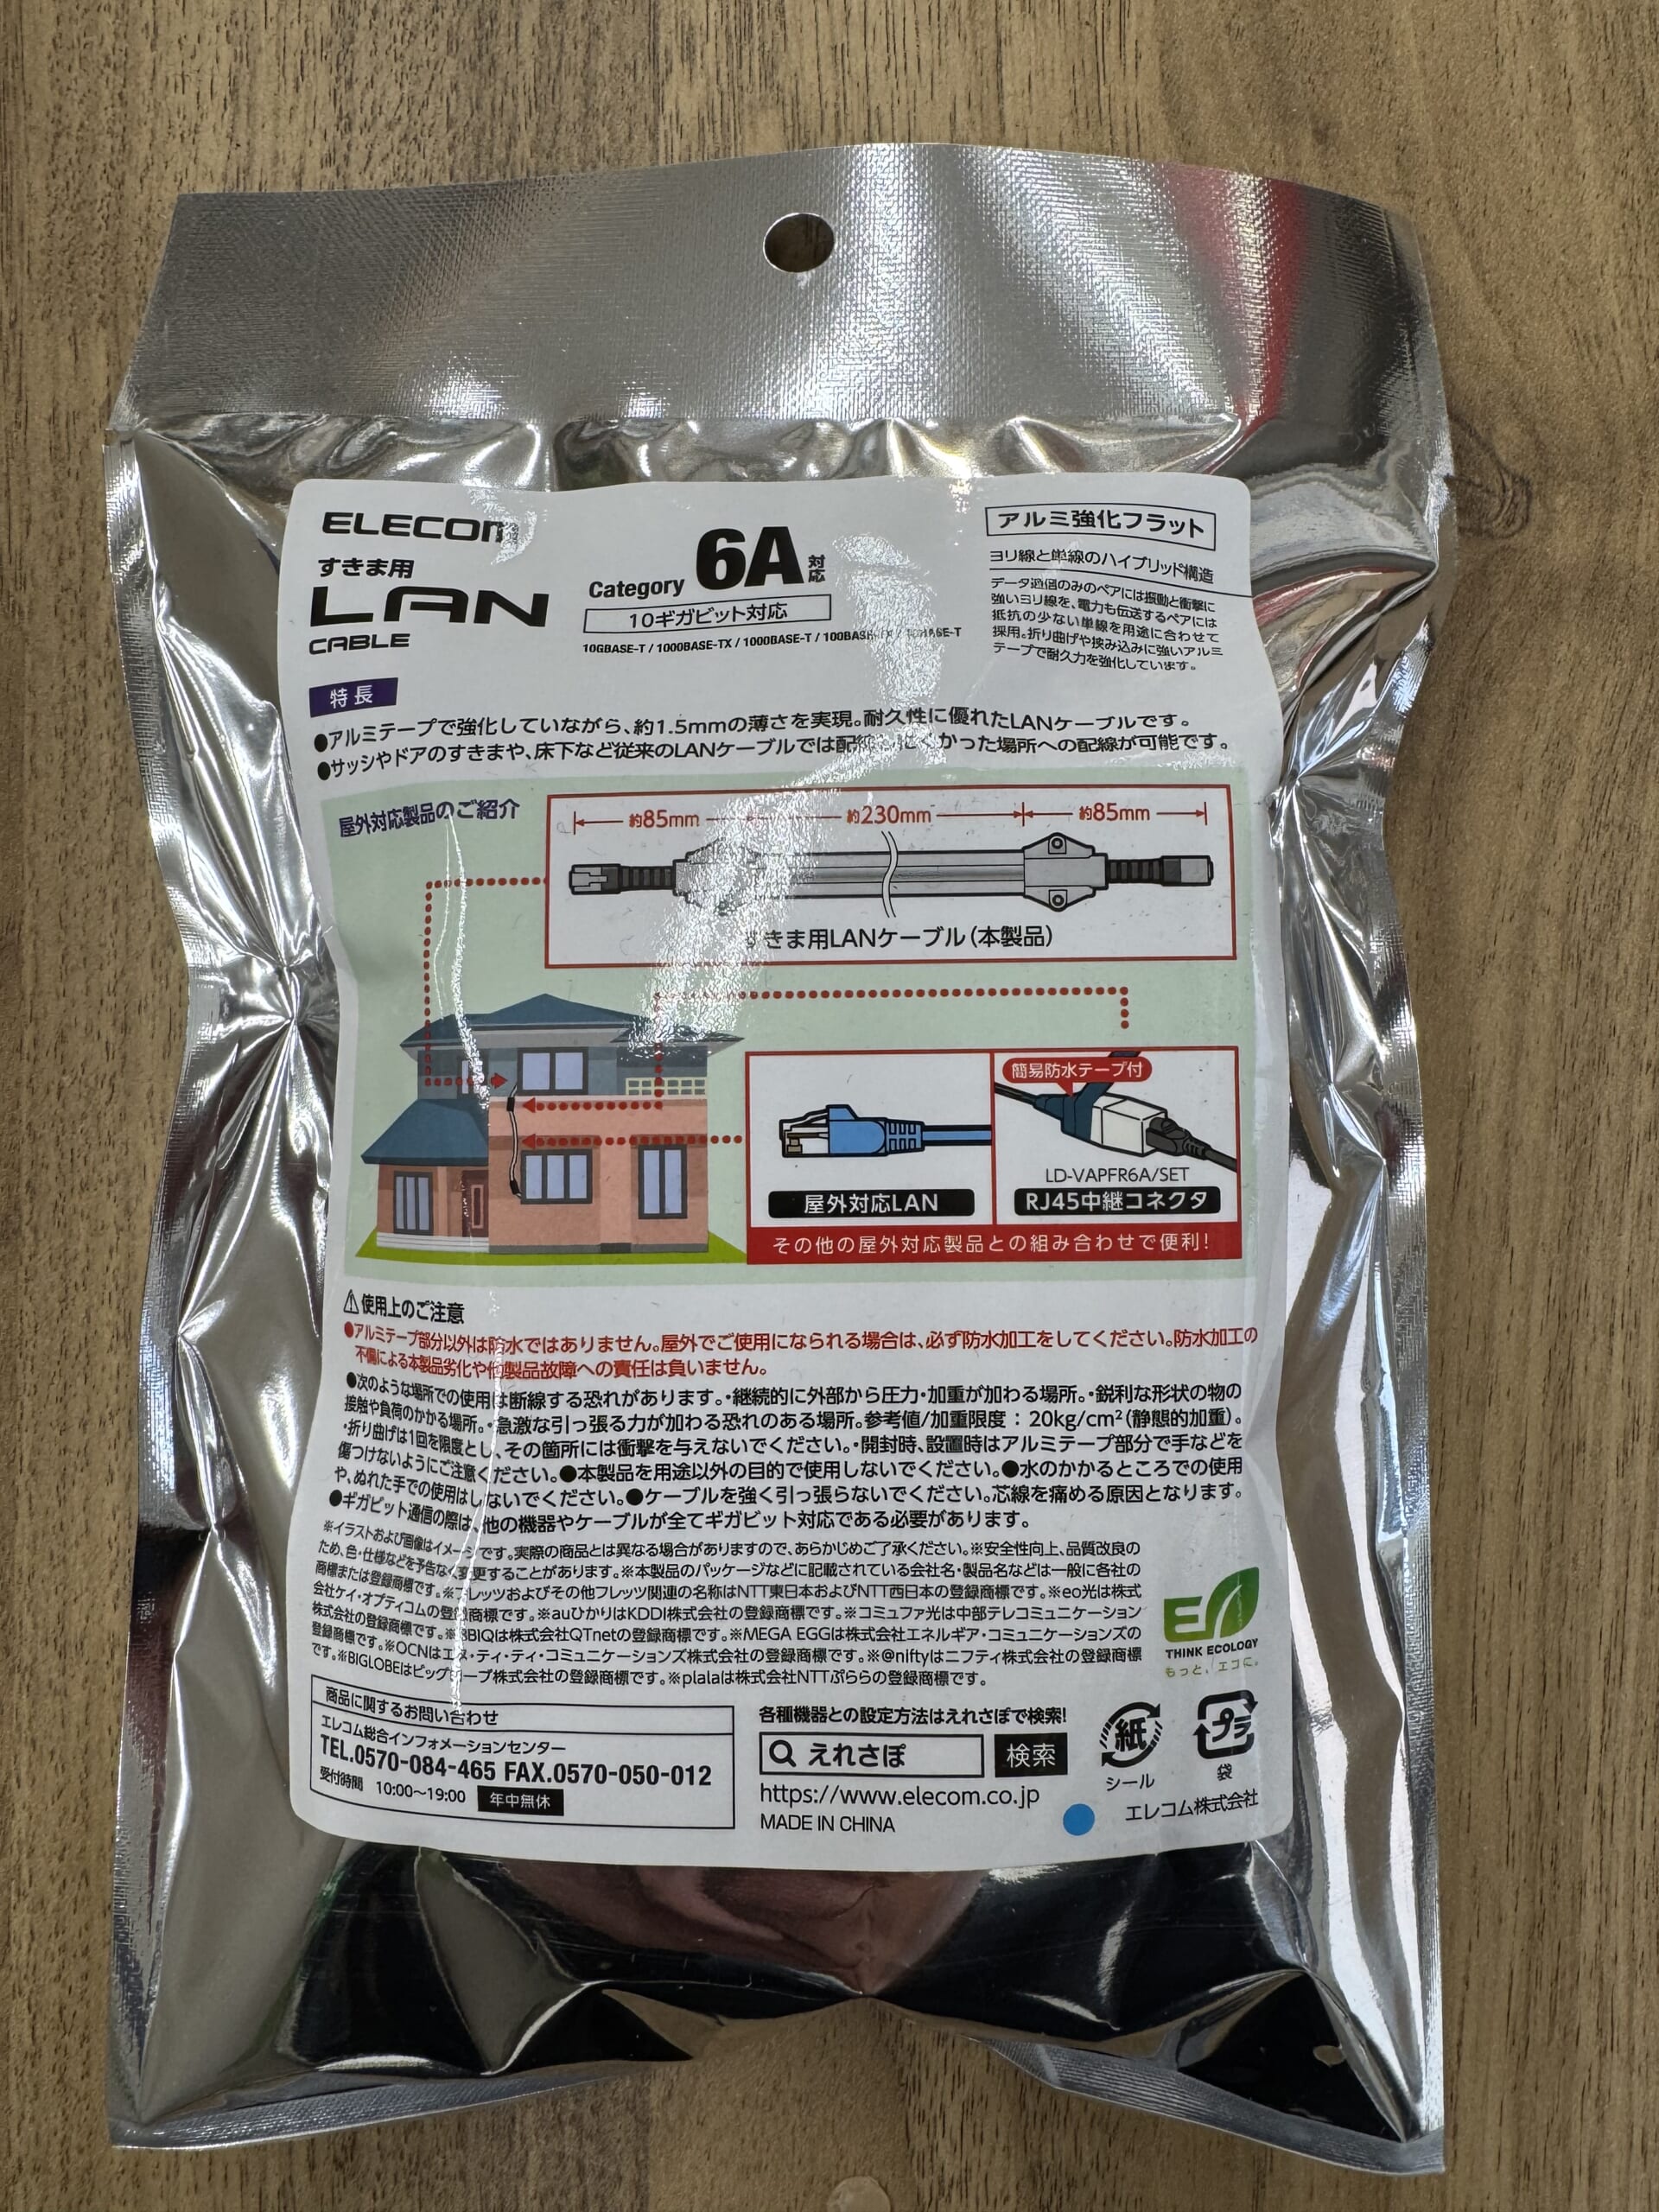 ELECOM
すきま用
LAN
CABLE
Category 6A対応
10ギガビット対応
10GBASE-T / 1000BASE-TX / 1000BASE-T /
アルミ強化フラット
ヨリ線と単線のハイブリッド構造
データ通信のみのペアには振動と衝撃に
強いヨリ線を、電力も伝送するペアには
抵抗の少ない単線を用途に合わせて
採用。折り曲げや挟み込みに強いアルミ
テープで耐久力を強化しています。
特長
●アルミテープで強化していながら、約1.5mmの薄さを実現。耐久性に優れたLANケーブルです。
●サッシやドアのすきまや、床下など従来のLANケーブルでは配線しにくかった場所への配線が可能です。
屋外対応製品のご紹介
約85mm 約230mm 約85mm
すきま用LANケーブル(本製品)
簡易防水テープ付
LD-VAPFR6A/SET
屋外対応LAN
RJ45中継コネクタ
その他の屋外対応製品との組み合わせで便利!
⚠使用上のご注意
●アルミテープ部分以外は防水ではありません。屋外でご使用になられる場合は、必ず防水加工をしてください。防水加工の
不備による本製品劣化や他製品故障への責任は負いません。
●次のような場所での使用は断線する恐れがあります。・継続的に外部から圧力・加重が加わる場所。・鋭利な形状の物の
接触や負荷のかかる場所。・急激な引っ張る力が加わる恐れのある場所。参考値/加重限度：20kg/cm²(静態的加重)。
・折り曲げは1回を限度とし、その箇所には衝撃を与えないでください。・開封時、設置時はアルミテープ部分で手などを
傷つけないようにご注意ください。●本製品を用途以外の目的で使用しないでください。●水のかかるところでの使用
や、ぬれた手での使用はしないでください。●ケーブルを強く引っ張らないでください。芯線を痛める原因となります。
●ギガビット通信の際は、他の機器やケーブルが全てギガビット対応である必要があります。
※イラストおよび画像はイメージです。実際の商品とは異なる場合がありますので、あらかじめご了承ください。※安全性向上、品質改良の
ため、色・仕様などを予告なく変更することがあります。※本製品のパッケージなどに記載されている会社名・製品名などは一般に各社の
商標または登録商標です。※フレッツおよびその他フレッツ関連の名称はNTT東日本およびNTT西日本の登録商標です。※eo光は株式
会社ケイ・オプティコムの登録商標です。※auひかりはKDDI株式会社の登録商標です。※コミュファ光は中部テレコミュニケーション
株式会社の登録商標です。※BBIQは株式会社QTnetの登録商標です。※MEGA EGGは株式会社エネルギア・コミュニケーションズの
登録商標です。※OCNはエヌ・ティ・ティ・コミュニケーションズ株式会社の登録商標です。※@niftyはニフティ株式会社の登録商標
です。※BIGLOBEはビッグローブ株式会社の登録商標です。※plalaは株式会社NTTぷららの登録商標です。
THINK ECOLOGY
もっと、エコに。
商品に関するお問い合わせ
エレコム総合インフォメーションセンター
TEL.0570-084-465 FAX.0570-050-012
受付時間 10:00～19:00 年中無休
各種機器との設定方法はえれさぽで検索!
えれさぽ 検索
https://www.elecom.co.jp
MADE IN CHINA
紙
シール
プラ
袋
エレコム株式会社